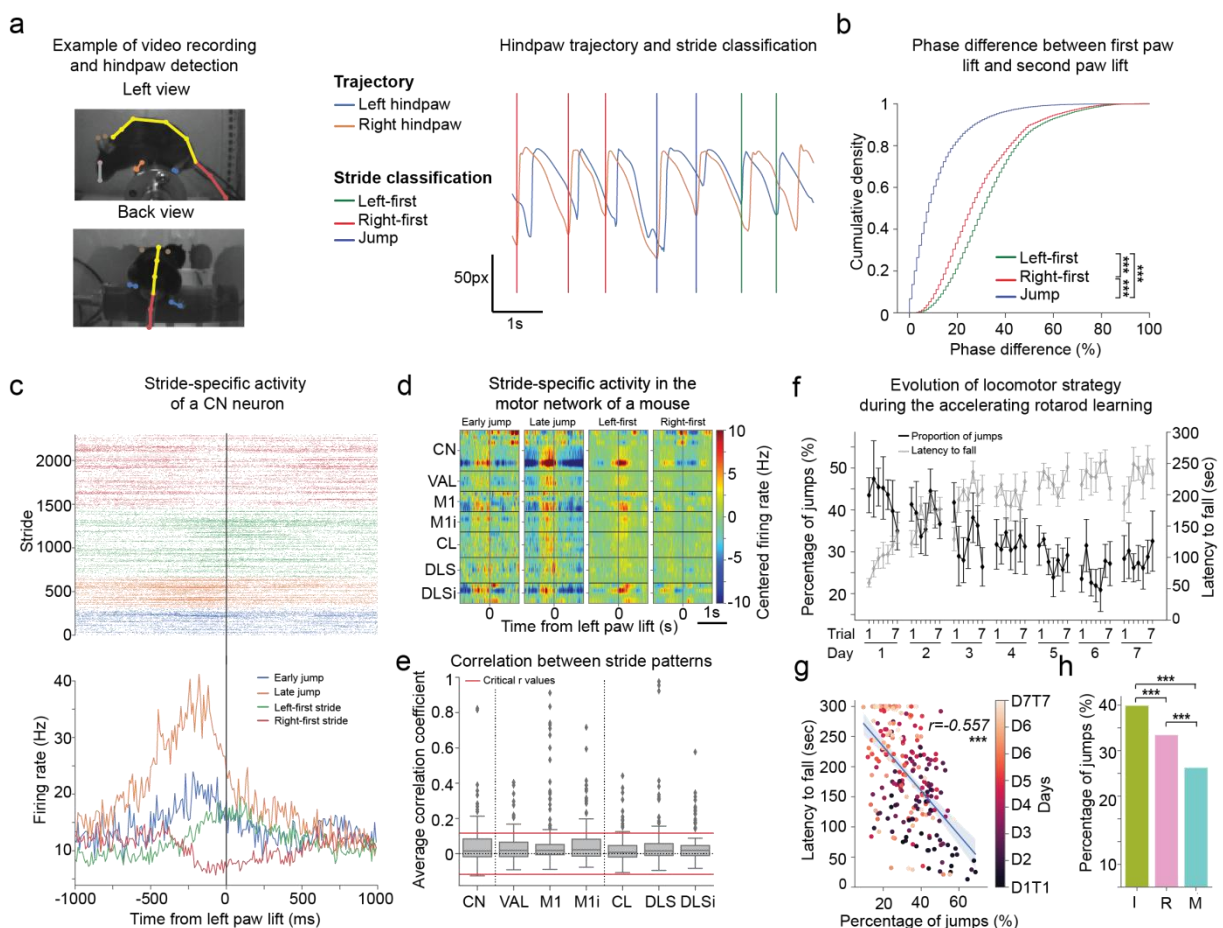 a
Example of video recording
and hindpaw detection
Left view
Back view
Hindpaw trajectory and stride classification
Trajectory
Left hindpaw
Right hindpaw
Stride classification
Left-first
Right-first
Jump
50px
1s
b
Phase difference between first paw
lift and second paw lift
Cumulative density
1
0.8
0.6
0.4
0.2
0
Left-first
Right-first
Jump
***
***
***
0 20 40 60 80 100
Phase difference (%)
c
Stride-specific activity
of a CN neuron
Stride
2000
1500
1000
500
0
Firing rate (Hz)
40
30
20
10
Early jump
Late jump
Left-first stride
Right-first stride
-1000 -500 0 500 1000
Time from left paw lift (ms)
d
Stride-specific activity in the
motor network of a mouse
Early jump Late jump Left-first Right-first
CN
VAL
M1
M1i
CL
DLS
DLSi
0 0 0 0
Time from left paw lift (s)
1s
10
5
0
-5
-10
Centered firing rate (Hz)
e
Correlation between stride patterns
Critical r values
Average correlation coefficient
1
0.8
0.6
0.4
0.2
0
CN VAL M1 M1i CL DLS DLSi
f
Evolution of locomotor strategy
during the accelerating rotarod learning
Proportion of jumps
Latency to fall
Percentage of jumps (%)
50
40
30
20
Latency to fall (sec)
300
250
200
150
100
50
0
Trial 1 7 1 7 1 7 1 7 1 7 1 7 1 7
Day 1 2 3 4 5 6 7
g
Latency to fall (sec)
300
250
200
150
100
50
0
r=-0.557
***
20 40 60
Percentage of jumps (%)
D7T7
D6
D6
D5
D4
D3
D2
D1T1
Days
h
Percentage of jumps (%)
40
30
20
10
***
***
***
I R M